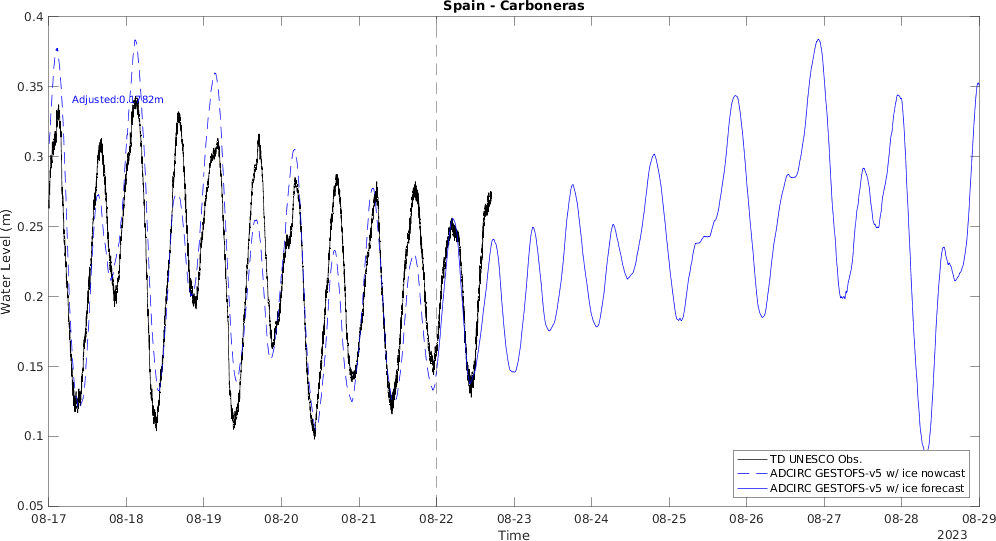 Spain - Carboneras
0.4
0.35
0.3
0.25
0.2
0.15
0.1
0.05
Water Level (m)
TD UNESCO Obs.
ADCIRC GESTOFS-v5 w/ ice nowcast
ADCIRC GESTOFS-v5 w/ ice forecast
08-17 08-18 08-19 08-20 08-21 08-22 08-23 08-24 08-25 08-26 08-27 08-28 08-29
Time
2023